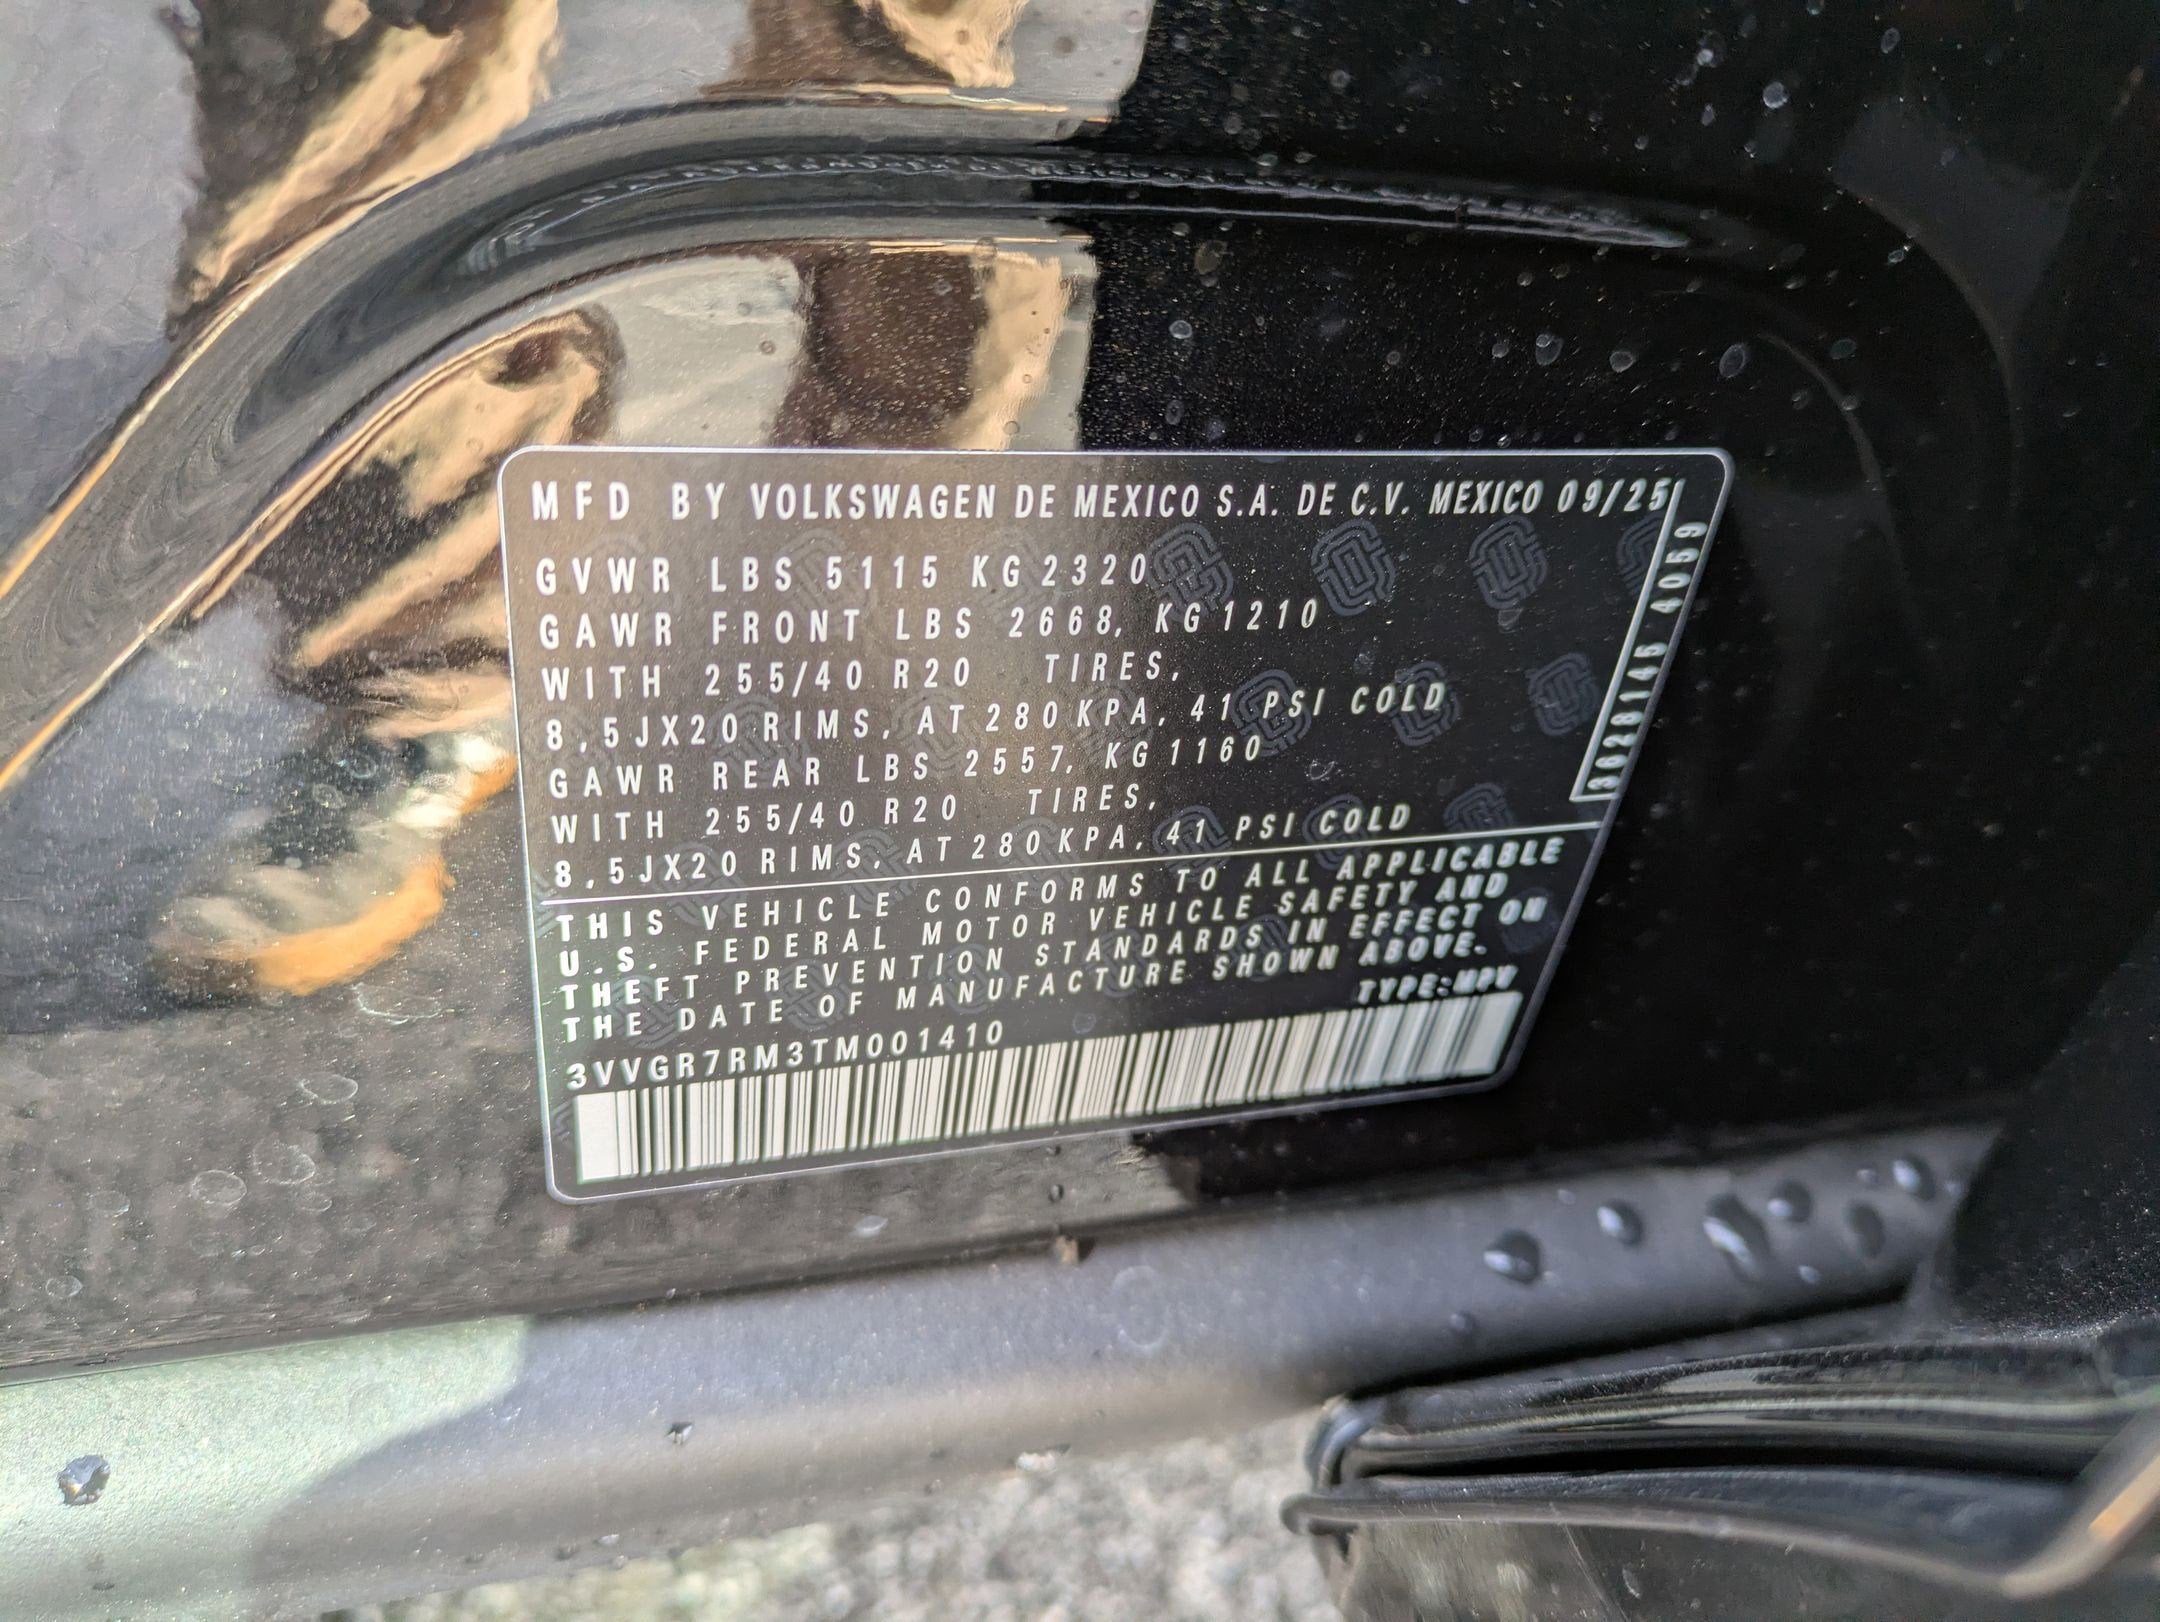 MFD BY VOLKSWAGEN DE MEXICO S.A. DE C.V. MEXICO 09/25
GVWR LBS 5115 KG 2320
GAWR FRONT LBS 2668, KG 1210
WITH 255/40 R20 TIRES,
8,5JX20 RIMS, AT 280 KPA, 41 PSI COLD
GAWR REAR LBS 2557, KG 1160
WITH 255/40 R20 TIRES,
8,5JX20 RIMS, AT 280 KPA, 41 PSI COLD
3628145 4059
THIS VEHICLE CONFORMS TO ALL APPLICABLE
U.S. FEDERAL MOTOR VEHICLE SAFETY AND
THEFT PREVENTION STANDARDS IN EFFECT ON
THE DATE OF MANUFACTURE SHOWN ABOVE.
TYPE:MPV
3VVGR7RM3TM001410